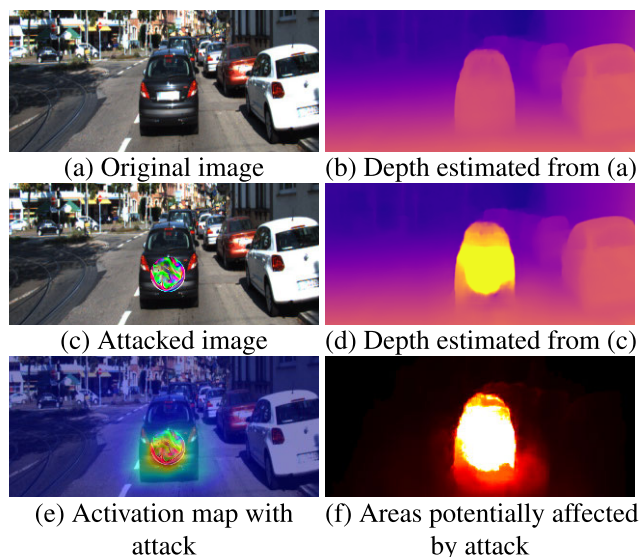 (a) Original image
(b) Depth estimated from (a)
(c) Attacked image
(d) Depth estimated from (c)
(e) Activation map with
attack
(f) Areas potentially affected
by attack